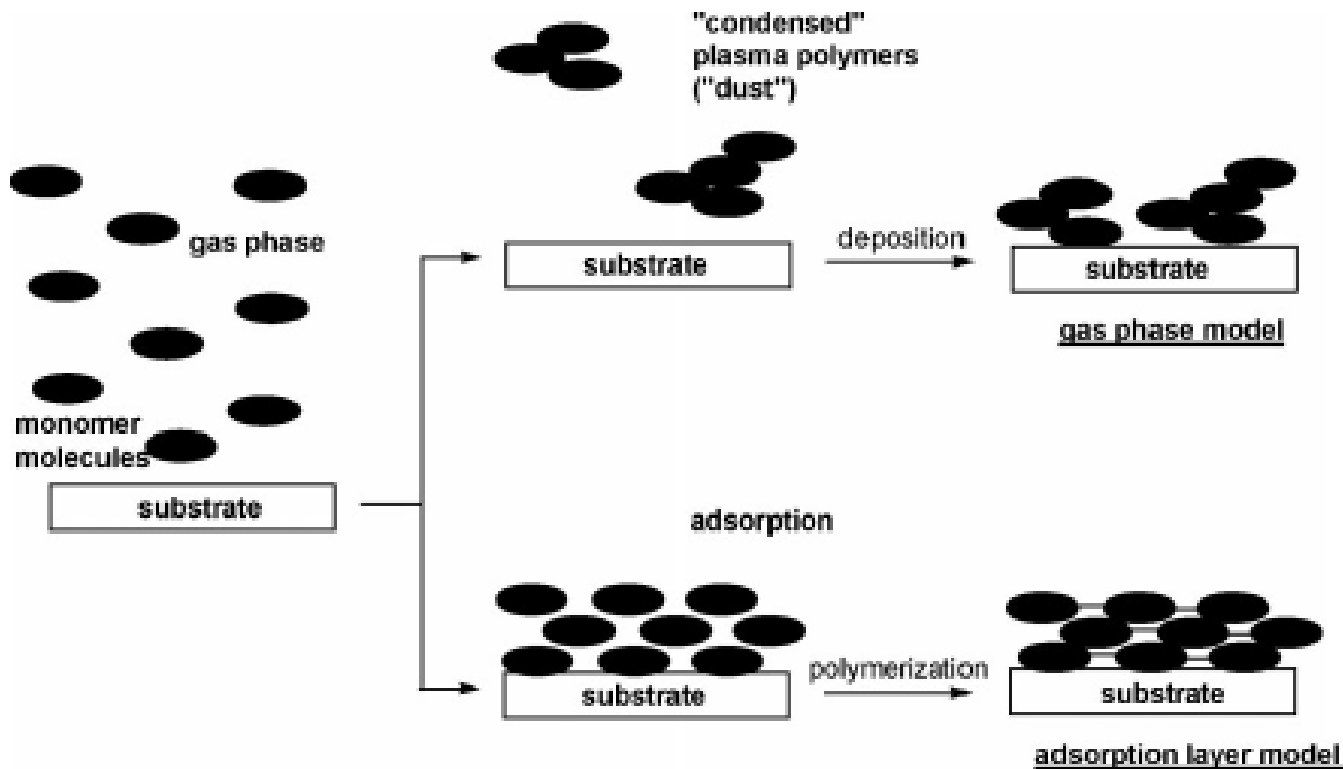 "condensed"
plasma polymers
("dust")
gas phase
substrate
deposition
substrate
gas phase model
monomer
molecules
substrate
adsorption
substrate
polymerization
substrate
adsorption layer model